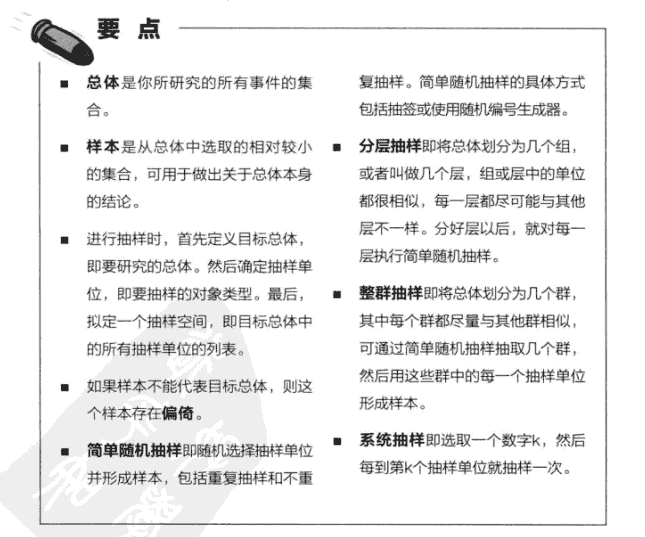 要 点
■ 总体是你所研究的所有事件的集
合。
■ 样本是从总体中选取的相对较小
的集合，可用于做出关于总体本身
的结论。
■ 进行抽样时，首先定义目标总体，
即要研究的总体。然后确定抽样单
位，即要抽样的对象类型。最后，
拟定一个抽样空间，即目标总体中
的所有抽样单位的列表。
■ 如果样本不能代表目标总体，则这
个样本存在偏倚。
■ 简单随机抽样即随机选择抽样单位
并形成样本，包括重复抽样和不重
复抽样。简单随机抽样的具体方式
包括抽签或使用随机编号生成器。
■ 分层抽样即将总体划分为几个组，
或者叫做几个层，组或层中的单位
都很相似，每一层都尽可能与其他
层不一样。分好层以后，就对每一
层执行简单随机抽样。
■ 整群抽样即将总体划分为几个群，
其中每个群都尽量与其他群相似，
可通过简单随机抽样抽取几个群，
然后用这些群中的每一个抽样单位
形成样本。
■ 系统抽样即选取一个数字k，然后
每到第k个抽样单位就抽样一次。